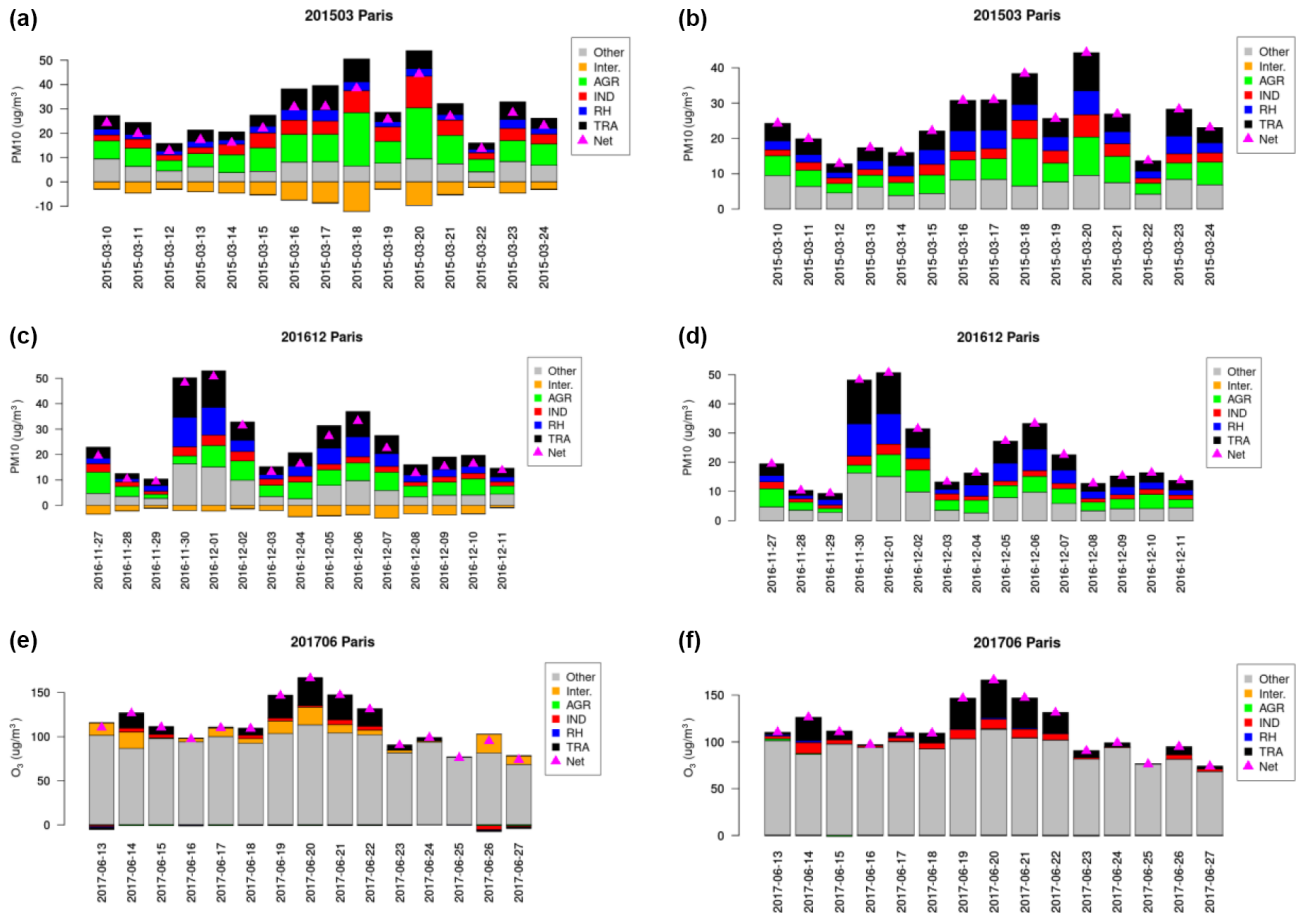 (a)
201503 Paris
PM10 (ug/m³)
50
40
30
20
10
0
-10
Other
Inter.
AGR
IND
RH
TRA
Net
2015-03-10
2015-03-11
2015-03-12
2015-03-13
2015-03-14
2015-03-15
2015-03-16
2015-03-17
2015-03-18
2015-03-19
2015-03-20
2015-03-21
2015-03-22
2015-03-23
2015-03-24
(b)
201503 Paris
PM10 (ug/m³)
40
30
20
10
0
Other
Inter.
AGR
IND
RH
TRA
Net
2015-03-10
2015-03-11
2015-03-12
2015-03-13
2015-03-14
2015-03-15
2015-03-16
2015-03-17
2015-03-18
2015-03-19
2015-03-20
2015-03-21
2015-03-22
2015-03-23
2015-03-24
(c)
201612 Paris
PM10 (ug/m³)
50
40
30
20
10
0
Other
Inter.
AGR
IND
RH
TRA
Net
2016-11-27
2016-11-28
2016-11-29
2016-11-30
2016-12-01
2016-12-02
2016-12-03
2016-12-04
2016-12-05
2016-12-06
2016-12-07
2016-12-08
2016-12-09
2016-12-10
2016-12-11
(d)
201612 Paris
PM10 (ug/m³)
50
40
30
20
10
0
Other
Inter.
AGR
IND
RH
TRA
Net
2016-11-27
2016-11-28
2016-11-29
2016-11-30
2016-12-01
2016-12-02
2016-12-03
2016-12-04
2016-12-05
2016-12-06
2016-12-07
2016-12-08
2016-12-09
2016-12-10
2016-12-11
(e)
201706 Paris
O₃ (ug/m³)
150
100
50
0
Other
Inter.
AGR
IND
RH
TRA
Net
2017-06-13
2017-06-14
2017-06-15
2017-06-16
2017-06-17
2017-06-18
2017-06-19
2017-06-20
2017-06-21
2017-06-22
2017-06-23
2017-06-24
2017-06-25
2017-06-26
2017-06-27
(f)
201706 Paris
O₃ (ug/m³)
150
100
50
0
Other
Inter.
AGR
IND
RH
TRA
Net
2017-06-13
2017-06-14
2017-06-15
2017-06-16
2017-06-17
2017-06-18
2017-06-19
2017-06-20
2017-06-21
2017-06-22
2017-06-23
2017-06-24
2017-06-25
2017-06-26
2017-06-27